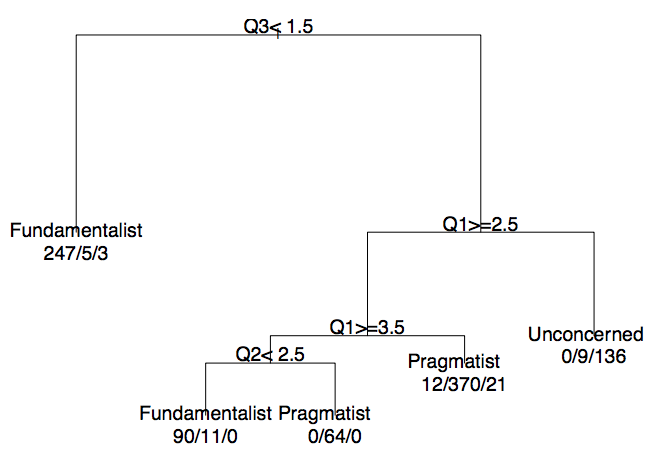 Q3< 1.5
Fundamentalist
247/5/3
Q1>=2.5
Q1>=3.5
Unconcerned
0/9/136
Q2< 2.5
Pragmatist
12/370/21
Fundamentalist
90/11/0
Pragmatist
0/64/0